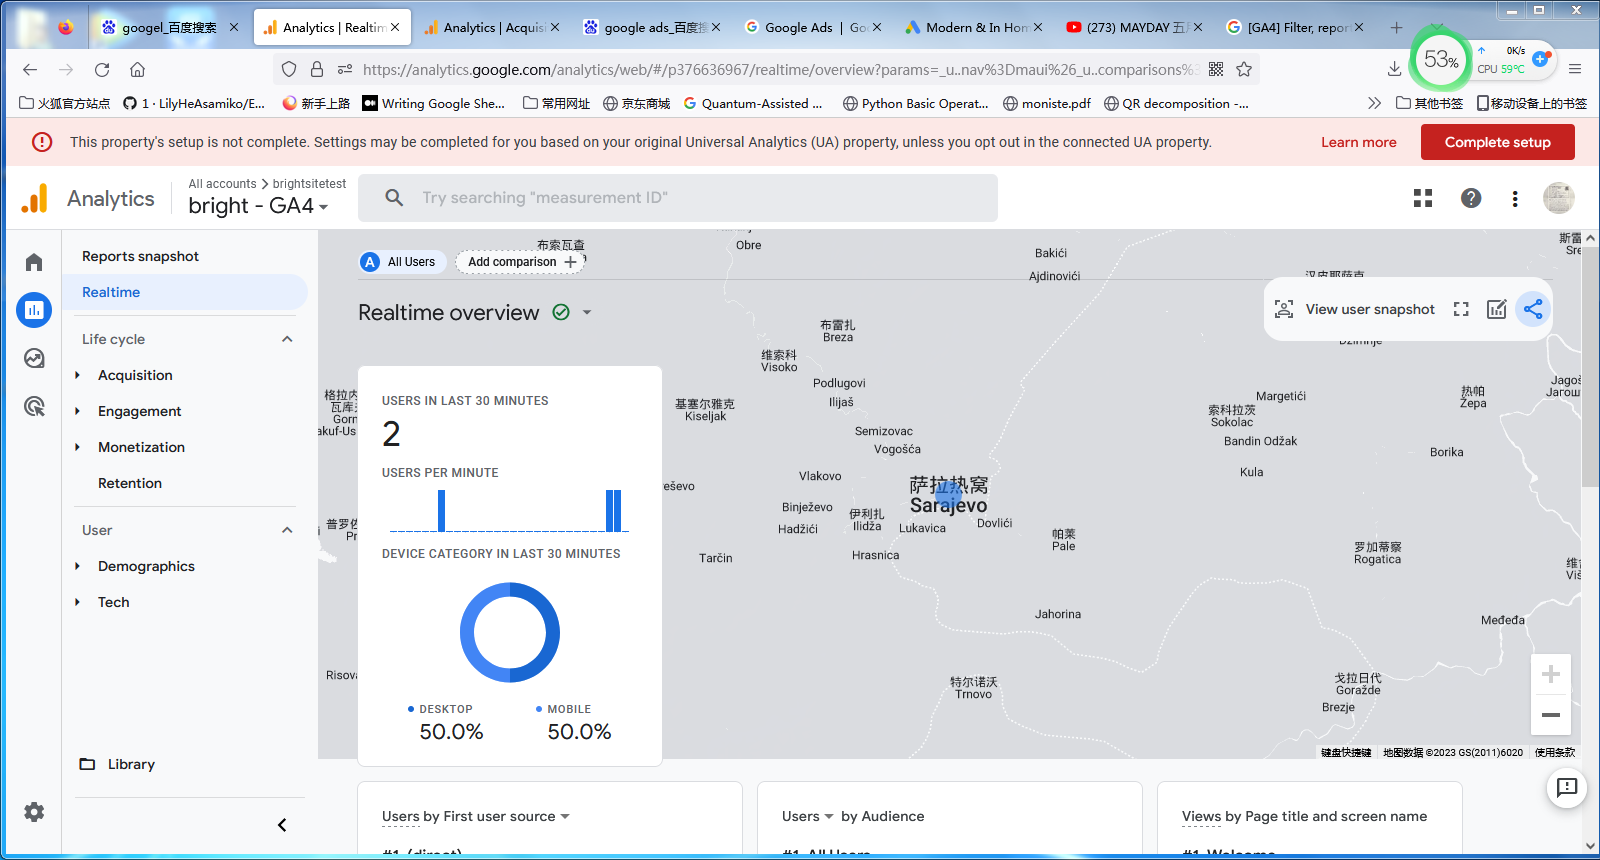 googel_百度搜索
Analytics | Realtim
Analytics | Acquis
google ads_百度
Google Ads | Go
Modern & In Hom
(273) MAYDAY 五
[GA4] Filter, report
https://analytics.google.com/analytics/web/#/p376636967/realtime/overview?params=_u..nav%3Dmaui%26_u..comparisons%
53%
0K/s
CPU 59°C
火狐官方站点
1 · LilyHeAsamiko/E...
新手上路
Writing Google She...
常用网址
京东商城
Quantum-Assisted ...
Python Basic Operat...
moniste.pdf
QR decomposition -...
其他书签
移动设备上的书签
This property's setup is not complete. Settings may be completed for you based on your original Universal Analytics (UA) property, unless you opt out in the connected UA property.
Learn more
Complete setup
Analytics
All accounts > brightsitetest
bright - GA4
Try searching "measurement ID"
Reports snapshot
Realtime
Life cycle
Acquisition
Engagement
Monetization
Retention
User
Demographics
Tech
Library
A All Users
Add comparison +
Realtime overview
View user snapshot
USERS IN LAST 30 MINUTES
2
USERS PER MINUTE
DEVICE CATEGORY IN LAST 30 MINUTES
DESKTOP
50.0%
MOBILE
50.0%
布索瓦查
Obre
Bakići
Ajdinovići
汉皮耶萨克
斯雷
Sre
布雷扎
Breza
维索科
Visoko
Podlugovi
Ilijaš
基塞尔雅克
Kiseljak
Semizovac
Vogošća
Vlakovo
eševo
Binježevo
Hadžići
伊利扎
Ilidža
萨拉热窝
Sarajevo
Lukavica
Dovlići
Hrasnica
Tarčin
帕莱
Pale
Jahorina
特尔诺沃
Trnovo
索科拉茨
Sokolac
Margetići
Bandin Odžak
Kula
热帕
Žepa
Borika
罗加蒂察
Rogatica
Međeđa
戈拉日代
Goražde
Brezje
格拉内
瓦库
Gorn
akuf-Us
普罗佐
Pr
Risova
Jagoš
Јарош
键盘快捷键
地图数据 ©2023 GS(2011)6020
使用条款
Users by First user source
#1 (direct)
Users by Audience
#1 All Users
Views by Page title and screen name
#1 Welcome